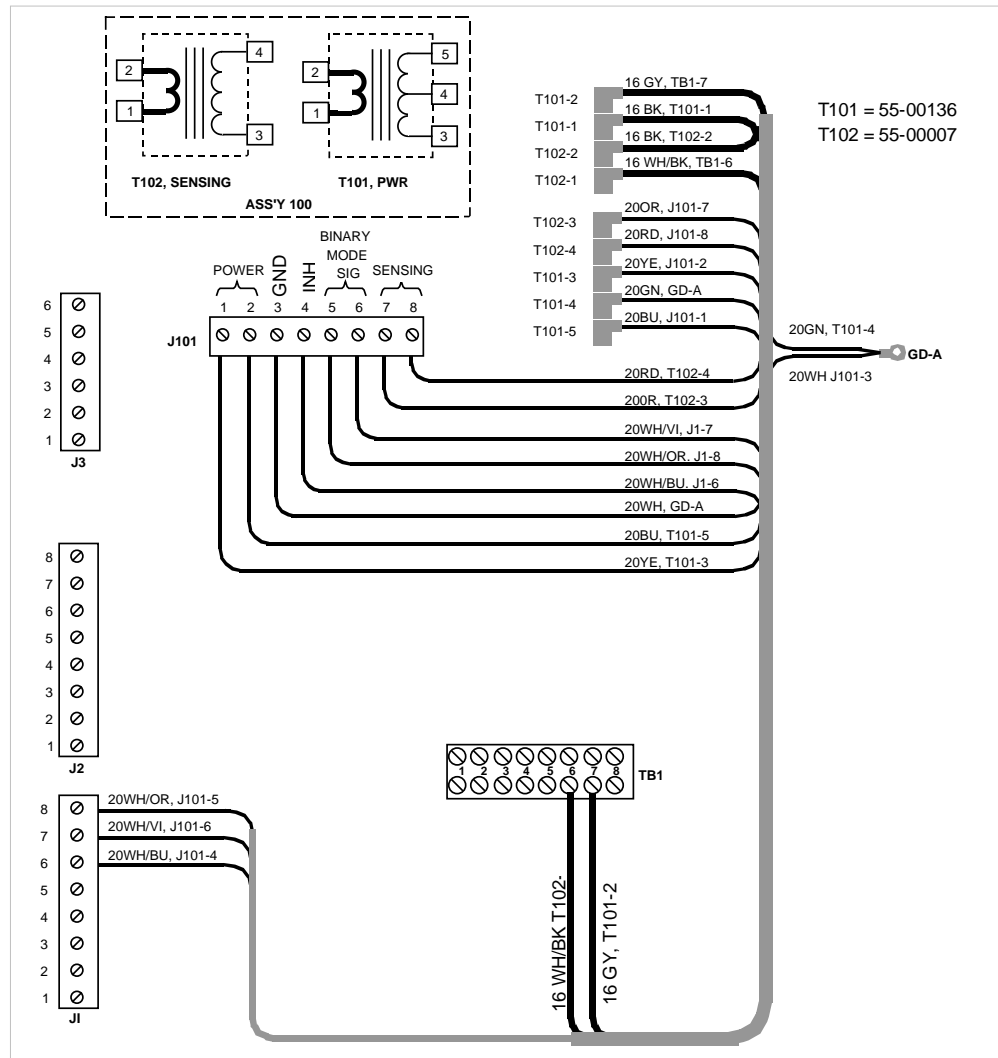 2
1
4
3
T102, SENSING
2
1
5
4
3
T101, PWR
ASS'Y 100
T101 = 55-00136
T102 = 55-00007
T101-2
16 GY, TB1-7
T101-1
16 BK, T101-1
T102-2
16 BK, T102-2
T102-1
16 WH/BK, TB1-6
T102-3
20OR, J101-7
T102-4
20RD, J101-8
T101-3
20YE, J101-2
T101-4
20GN, GD-A
T101-5
20BU, J101-1
20GN, T101-4
GD-A
20WH J101-3
POWER
GND
INH
BINARY
MODE
SIG
SENSING
1 2 3 4 5 6 7 8
J101
20RD, T102-4
200R, T102-3
20WH/VI, J1-7
20WH/OR. J1-8
20WH/BU. J1-6
20WH, GD-A
20BU, T101-5
20YE, T101-3
6
5
4
3
2
1
J3
8
7
6
5
4
3
2
1
J2
8
7
6
5
4
3
2
1
JI
20WH/OR, J101-5
20WH/VI, J101-6
20WH/BU, J101-4
1 2 3 4 5 6 7 8
TB1
16 WH/BK T102-
16 GY, T101-2